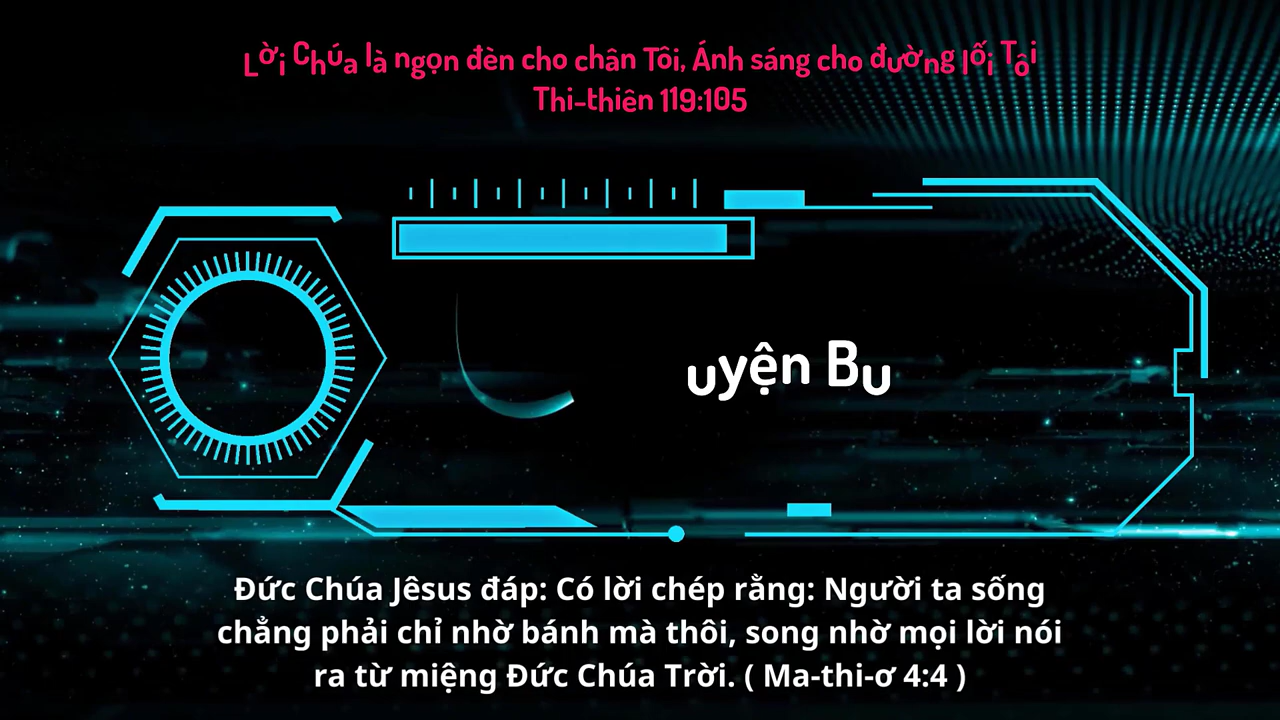 Lời Chúa là ngọn đèn cho chân Tôi, Ánh sáng cho đường lối Tôi
Thi-thiên 119:105
uyện Bu
Đức Chúa Jêsus đáp: Có lời chép rằng: Người ta sống
chẳng phải chỉ nhờ bánh mà thôi, song nhờ mọi lời nói
ra từ miệng Đức Chúa Trời. ( Ma-thi-ơ 4:4 )